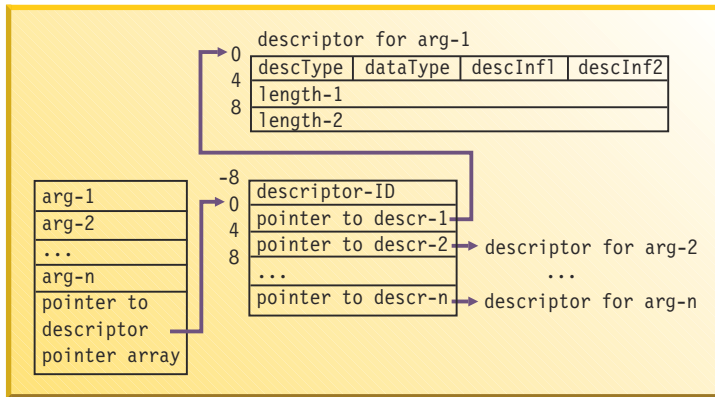 descriptor for arg-1
0
descType dataType descInfl descInf2
4
length-1
8
length-2
-8
descriptor-ID
0
pointer to descr-1
4
pointer to descr-2
8
...
pointer to descr-n
descriptor for arg-2
...
descriptor for arg-n
arg-1
arg-2
...
arg-n
pointer to
descriptor
pointer array